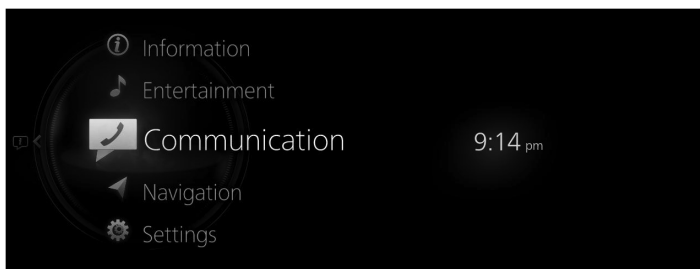 Information
Entertainment
Communication
9:14 pm
Navigation
Settings